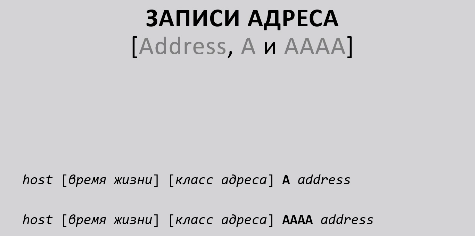 ЗАПИСИ АДРЕСА
[Address, A и AAAA]
host [время жизни] [класс адреса] A address
host [время жизни] [класс адреса] AAAA address